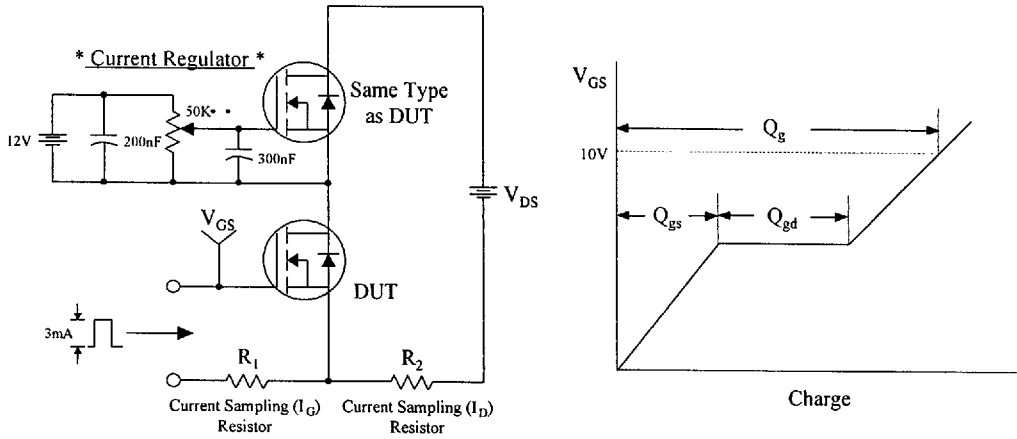 * Current Regulator *
50K
12V
200nF
300nF
Same Type
as DUT
V_DS
V_GS
DUT
3mA
R_1
R_2
Current Sampling (I_G)
Resistor
Current Sampling (I_D)
Resistor
V_GS
Q_g
10V
Q_gs
Q_gd
Charge